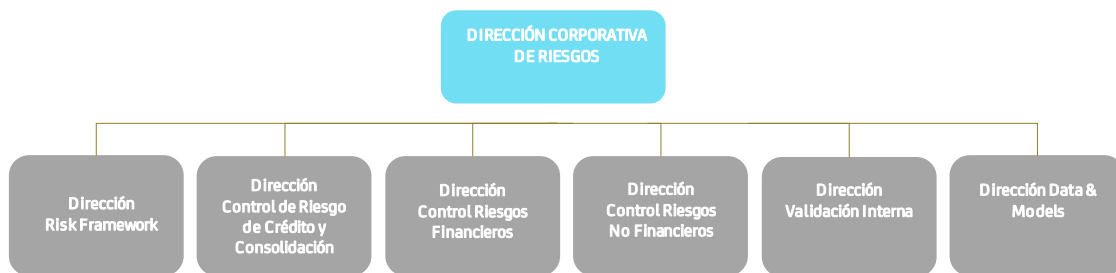 DIRECCIÓN CORPORATIVA
DE RIESGOS
Dirección
Risk Framework
Dirección
Control de Riesgo
de Crédito y
Consolidación
Dirección
Control Riesgos
Financieros
Dirección
Control Riesgos
No Financieros
Dirección
Validación Interna
Dirección Data &
Models